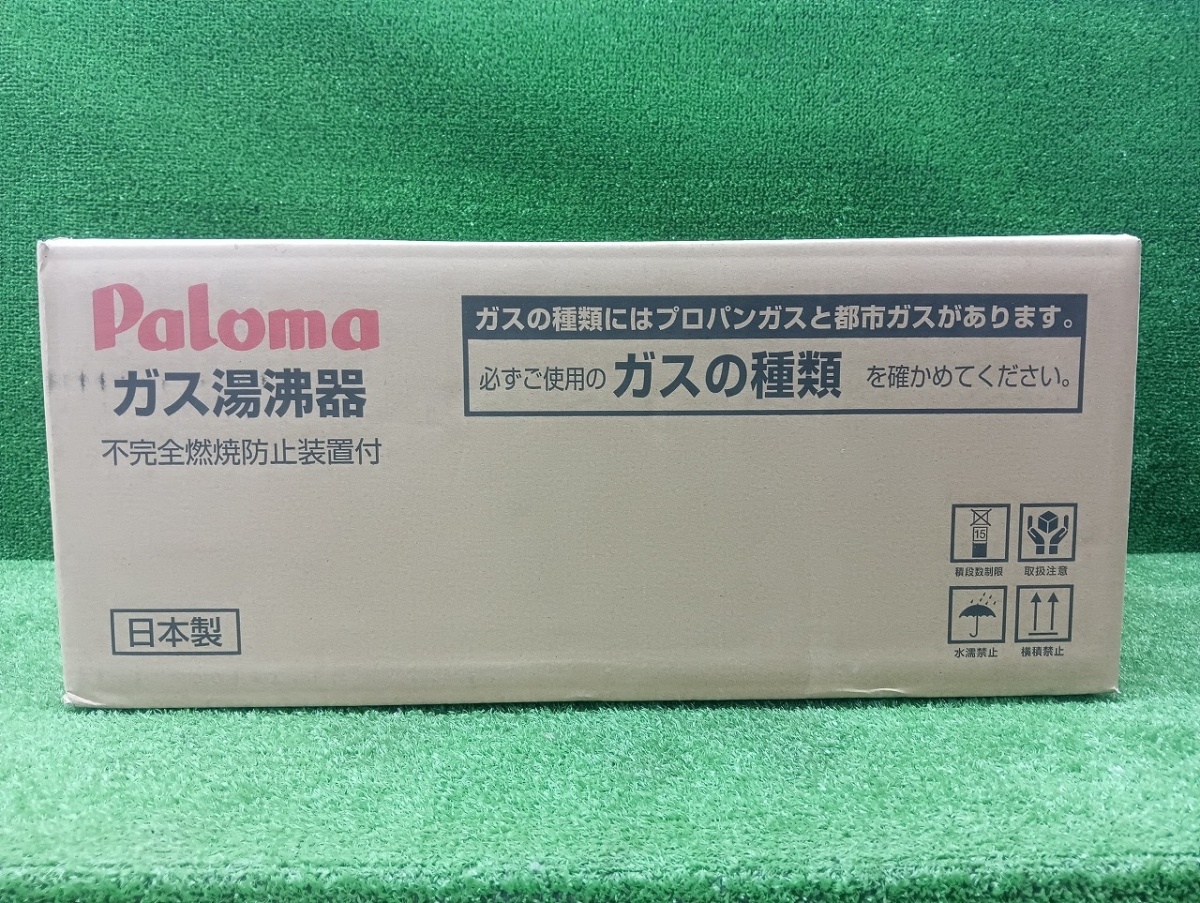 Paloma
ガス湯沸器
不完全燃焼防止装置付
ガスの種類にはプロパンガスと都市ガスがあります。
必ずご使用の ガスの種類 を確かめてください。
日本製
15
積段数制限 取扱注意
水濡禁止 横積禁止